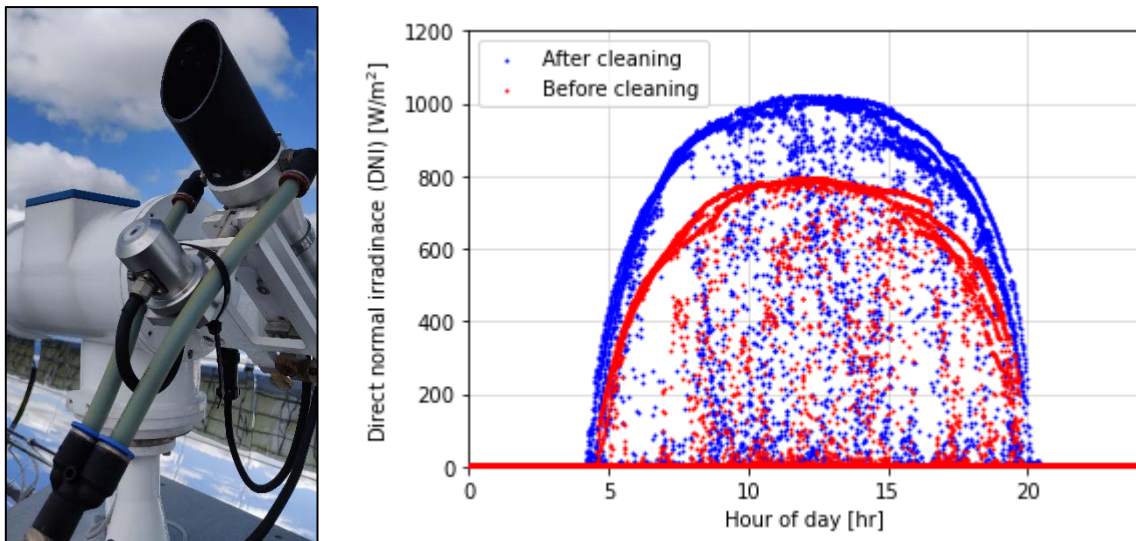 1200
1000
800
600
400
200
0
Direct normal irradinace (DNI) [W/m²]
After cleaning
Before cleaning
0 5 10 15 20
Hour of day [hr]